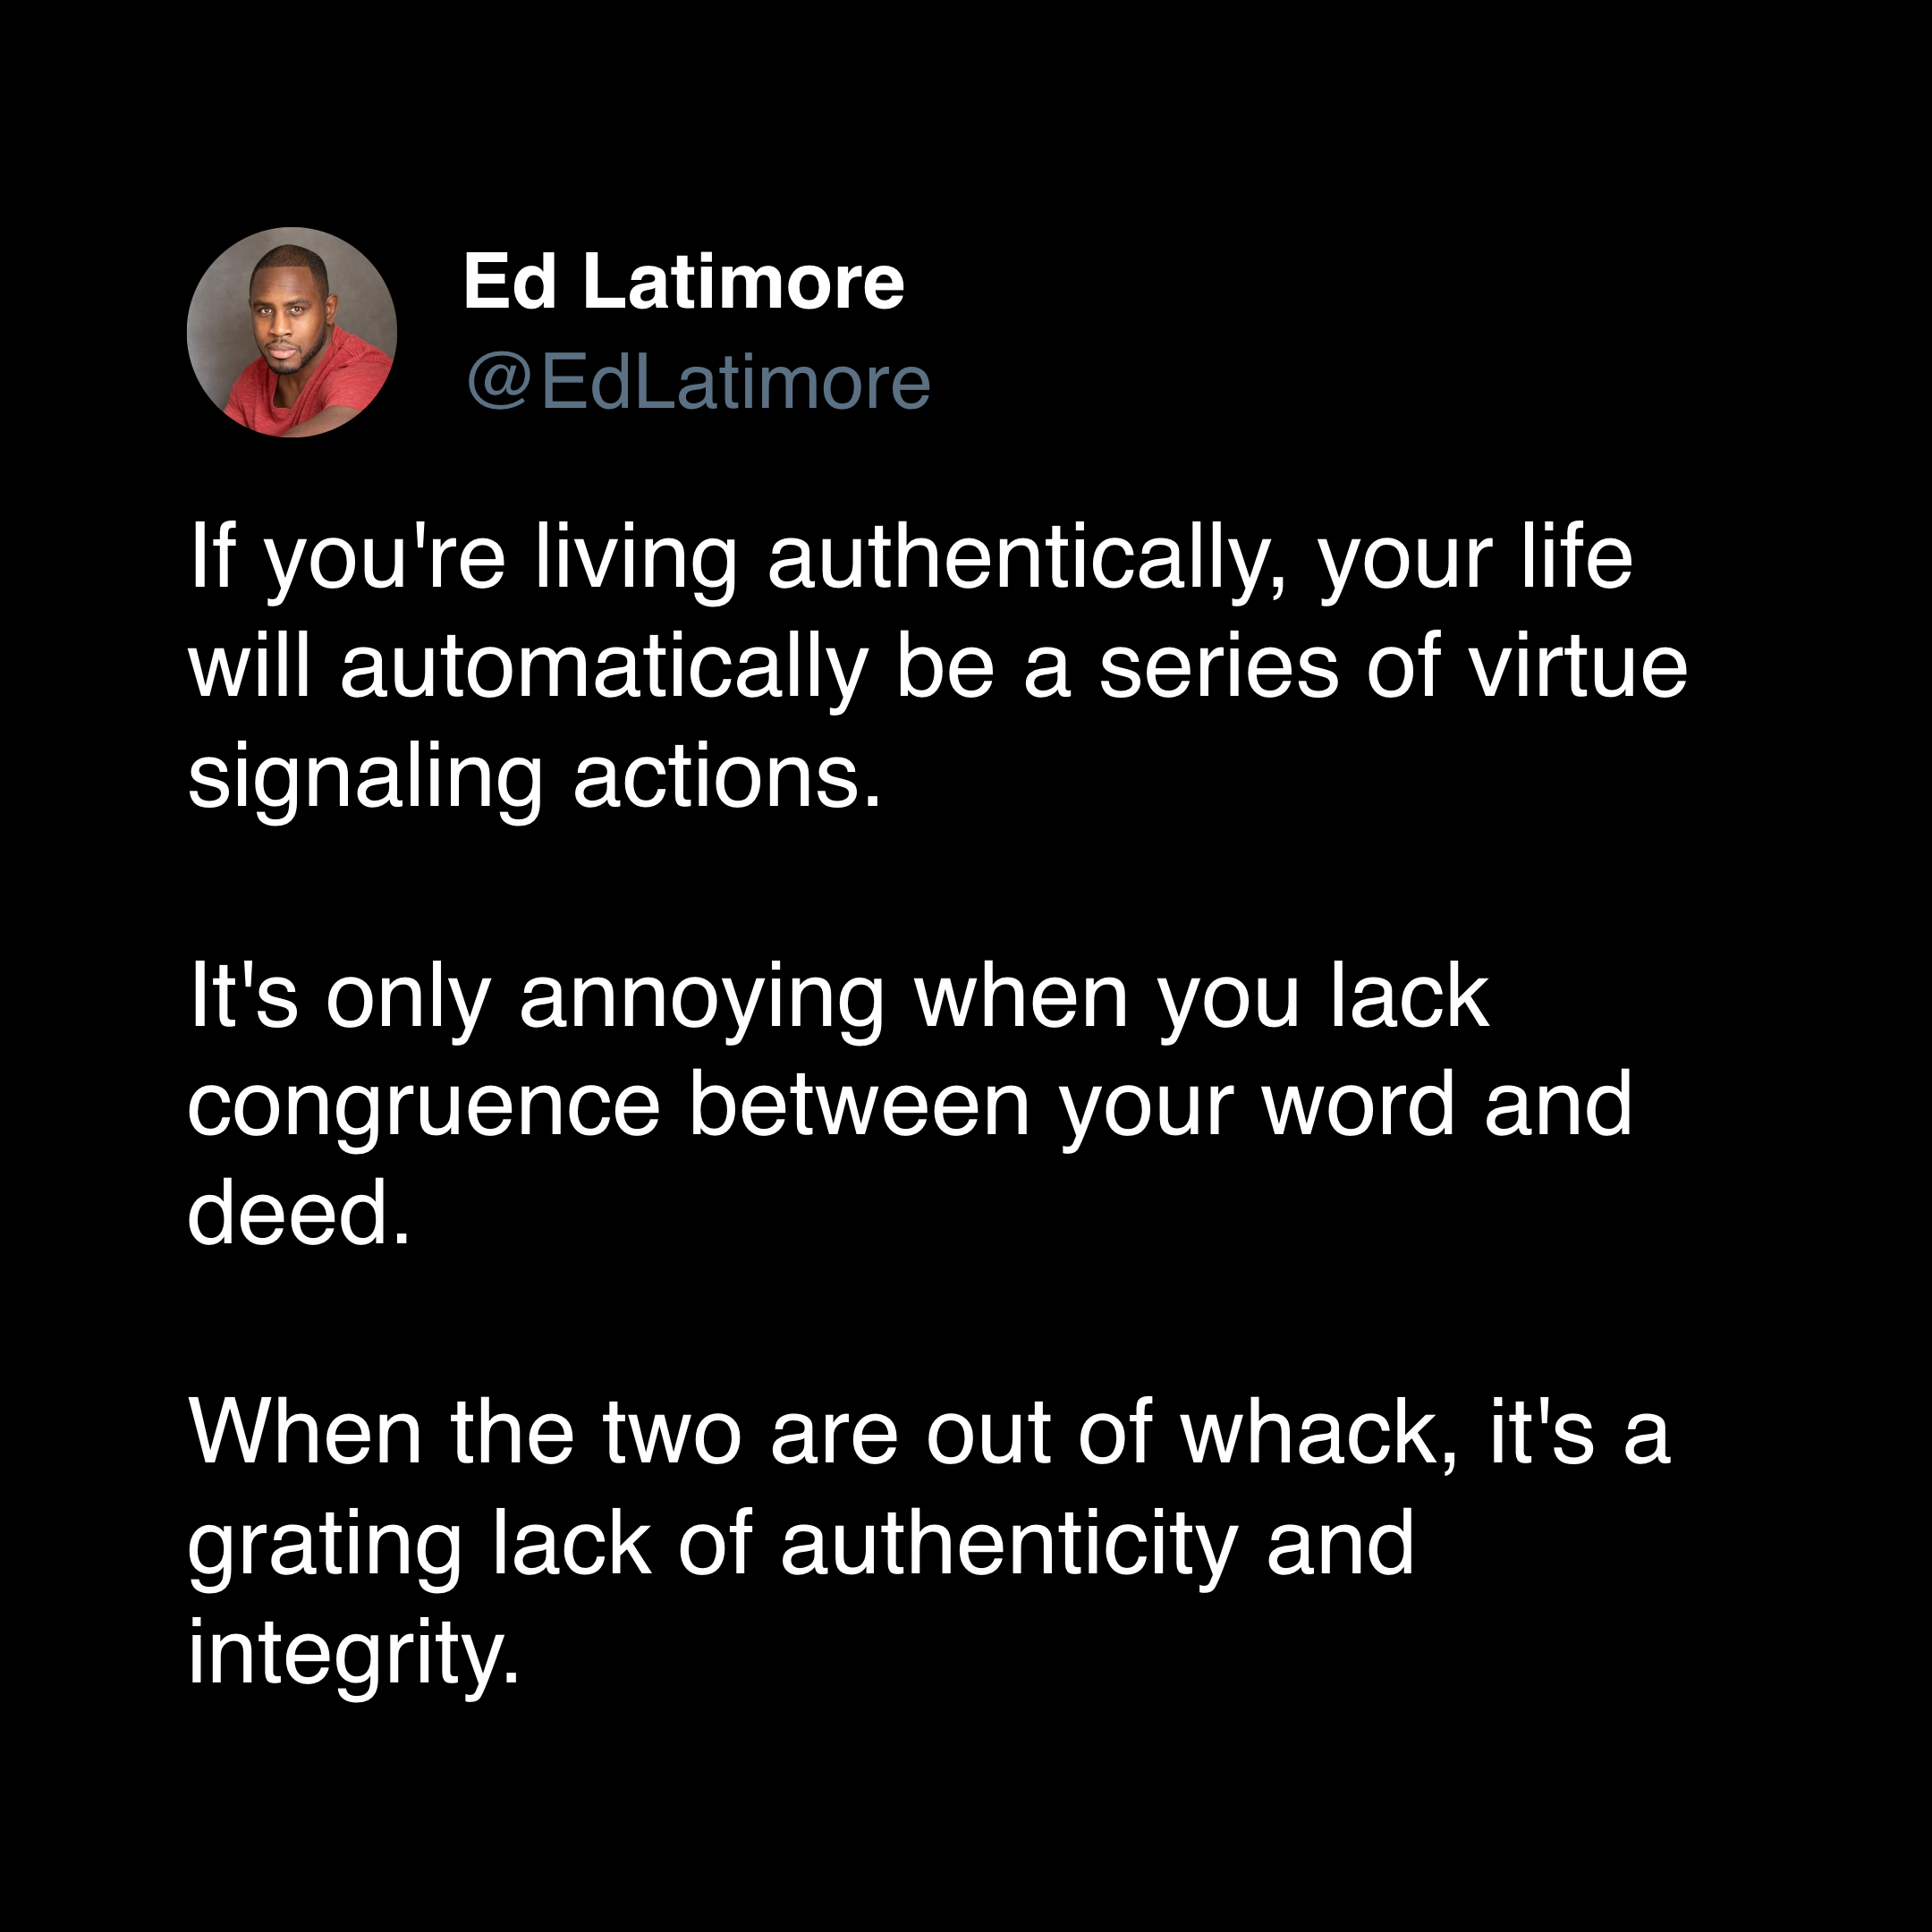 Ed Latimore
@EdLatimore
If you're living authentically, your life
will automatically be a series of virtue
signaling actions.
It's only annoying when you lack
congruence between your word and
deed.
When the two are out of whack, it's a
grating lack of authenticity and
integrity.